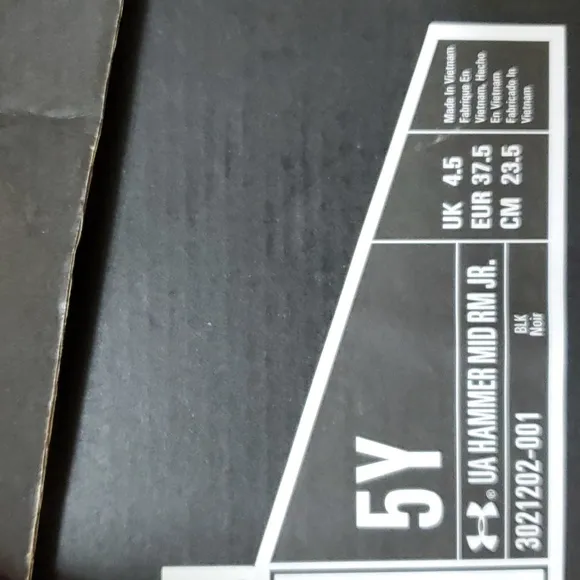 5Y
UK 4.5
EUR 37.5
CM 23.5
Made In Vietnam
Fabrique En
Vietnam, Hecho
En Vietnam
Fabricado In
Vietnam
® UA HAMMER MID RM JR.
3021202-001
BLK
Noir